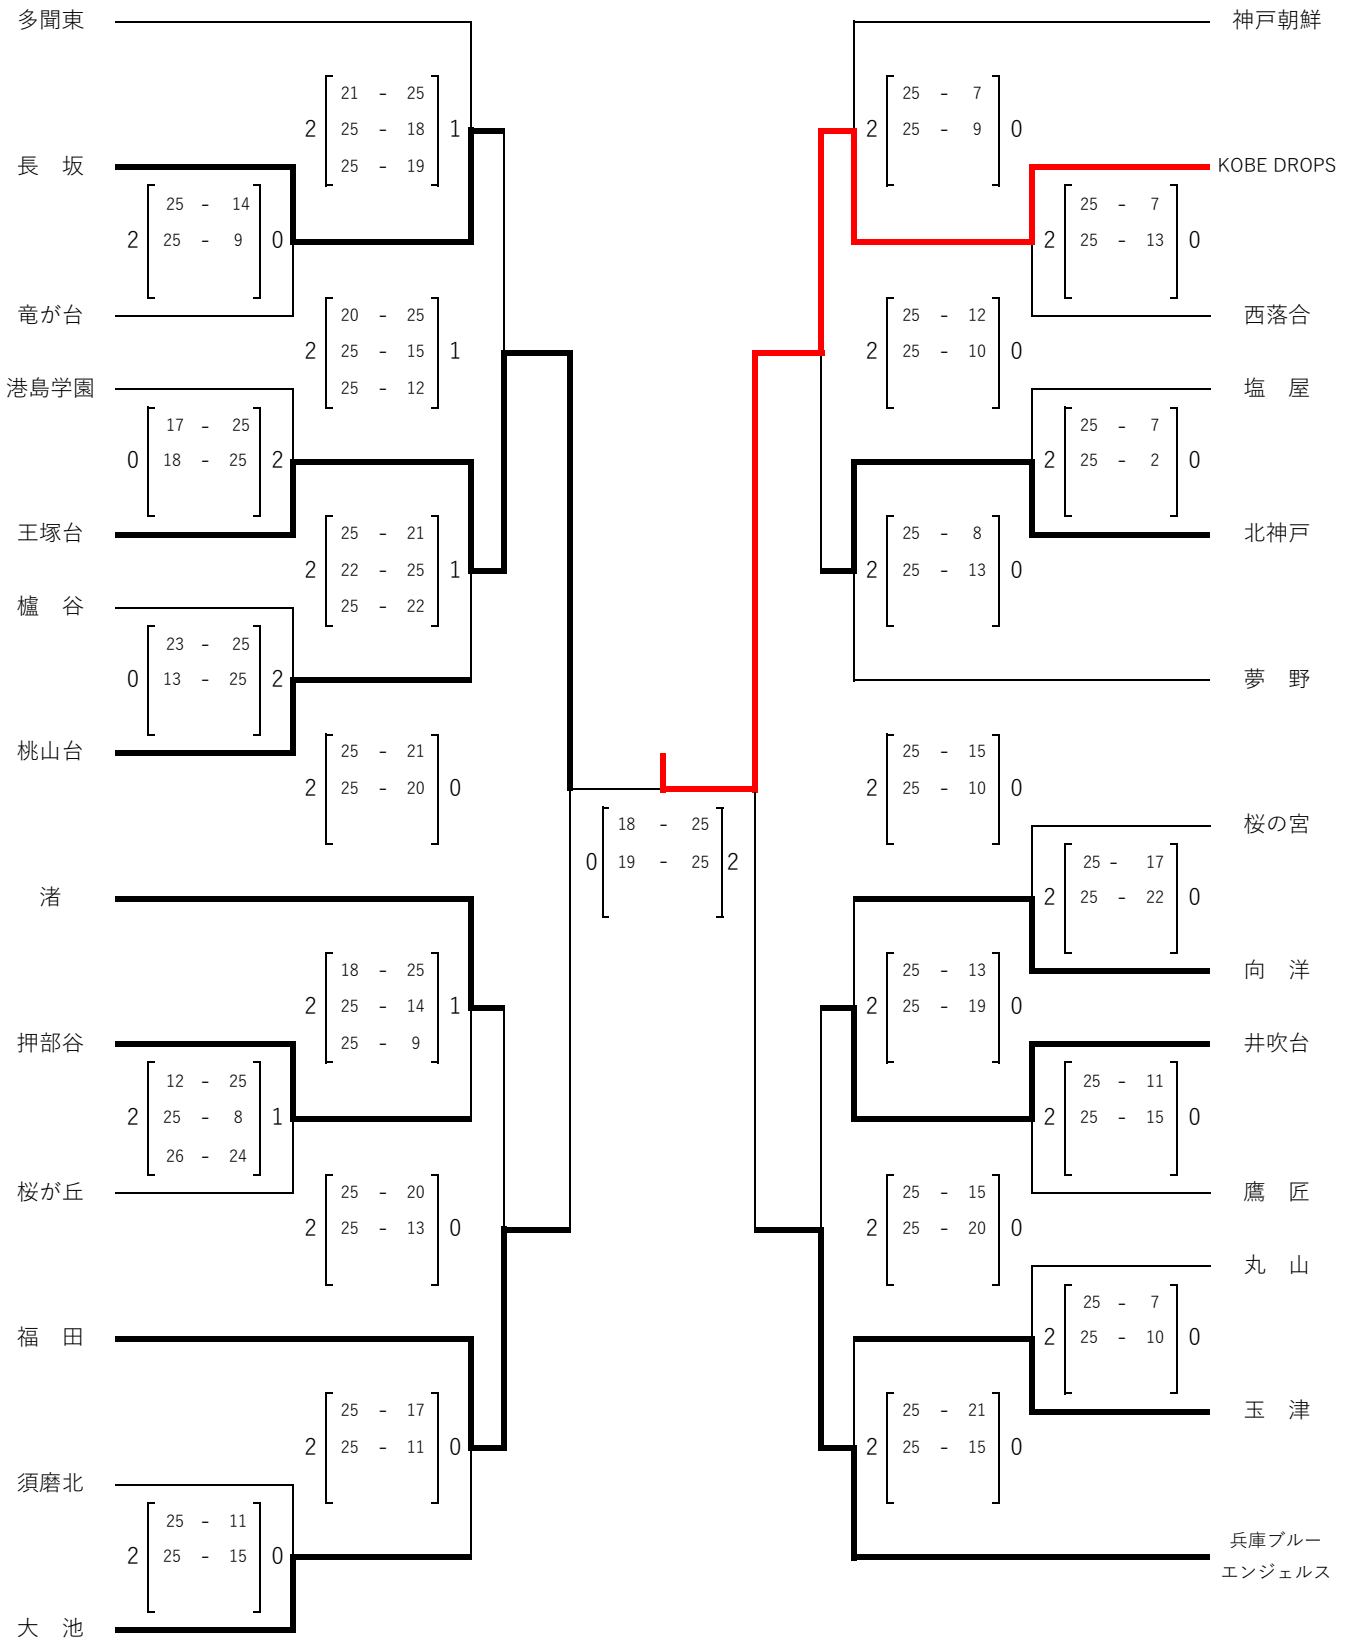 多聞東
神戸朝鮮
21 - 25
2 25 - 18 1
25 - 19
25 - 7
2 25 - 9 0
長 坂
KOBE DROPS
25 - 14
2 25 - 9 0
25 - 7
2 25 - 13 0
竜が台
西落合
20 - 25
2 25 - 15 1
25 - 12
25 - 12
2 25 - 10 0
港島学園
塩 屋
17 - 25
0 18 - 25 2
25 - 7
2 25 - 2 0
王塚台
北神戸
25 - 21
2 22 - 25 1
25 - 22
25 - 8
2 25 - 13 0
櫨 谷
23 - 25
0 13 - 25 2
夢 野
桃山台
25 - 21
2 25 - 20 0
25 - 15
2 25 - 10 0
18 - 25
0 19 - 25 2
桜の宮
25 - 17
2 25 - 22 0
渚
向 洋
18 - 25
2 25 - 14 1
25 - 9
25 - 13
2 25 - 19 0
押部谷
井吹台
12 - 25
2 25 - 8 1
26 - 24
25 - 11
2 25 - 15 0
桜が丘
鷹 匠
25 - 20
2 25 - 13 0
25 - 15
2 25 - 20 0
丸 山
25 - 7
2 25 - 10 0
福 田
玉 津
25 - 17
2 25 - 11 0
25 - 21
2 25 - 15 0
須磨北
25 - 11
2 25 - 15 0
兵庫ブルー
エンジェルス
大 池